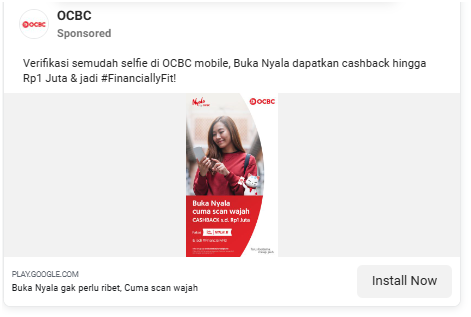 OCBC
OCBC
Sponsored
Verifikasi semudah selfie di OCBC mobile, Buka Nyala dapatkan cashback hingga
Rp1 Juta & jadi #FinanciallyFit!
Nyala
OCBC
Buka Nyala
cuma scan wajah
CASHBACK s.d. Rp1 Juta
& jadi #FinanciallyFit
PLAY.GOOGLE.COM
Buka Nyala gak perlu ribet, Cuma scan wajah
Install Now